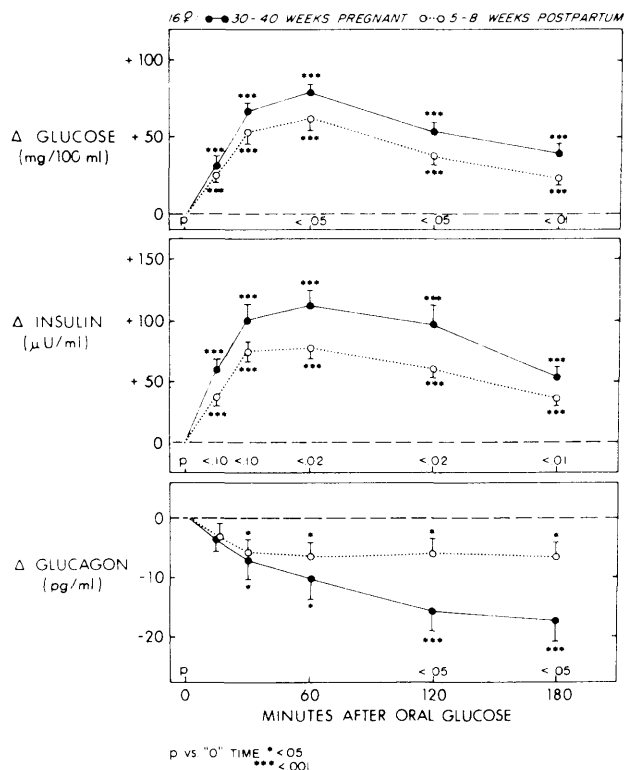 16♀: ●—● 30-40 WEEKS PREGNANT ○···○ 5-8 WEEKS POSTPARTUM
+100
***
***
***
***
***
Δ GLUCOSE
(mg/100 ml)
+50
***
***
***
***
***
0
p <.05 <.05 <.01
+150
***
***
***
***
***
Δ INSULIN
(μU/ml)
+100
+50
***
***
***
***
***
0
p <.10 <.10 <.02 <.02 <.01
0
* * * *
Δ GLUCAGON
(pg/ml)
-10
* *
-20
*** ***
p <.05 <.05
0 60 120 180
MINUTES AFTER ORAL GLUCOSE
p vs. "0" TIME * <.05
*** <.001